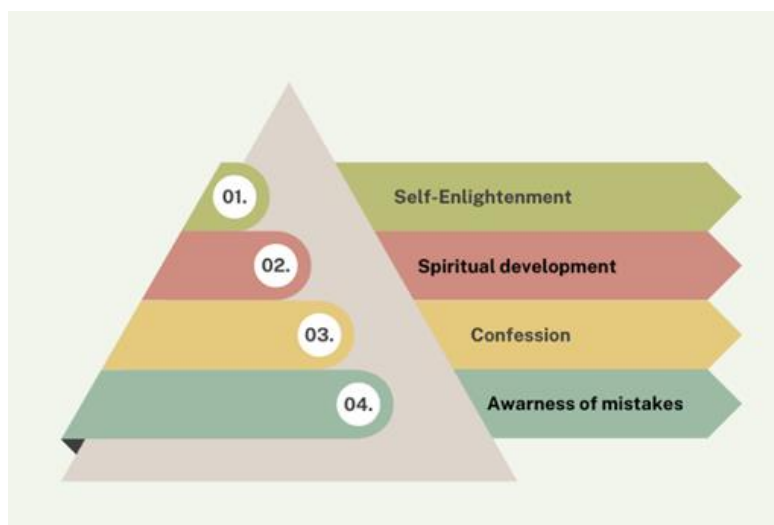 01. Self-Enlightenment
02. Spiritual development
03. Confession
04. Awarness of mistakes